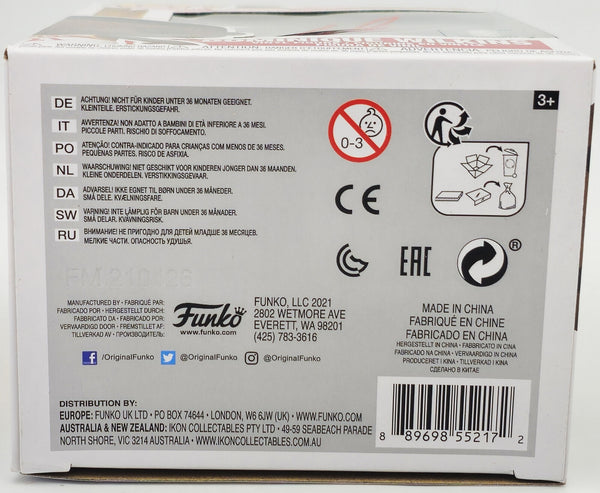 DOMINIQUE WILKINS
DE ACHTUNG! NICHT FÜR KINDER UNTER 36 MONATEN GEEIGNET.
KLEINTEILE. ERSTICKUNGSGEFAHR.
IT AVVERTENZA! NON ADATTO A BAMBINI DI ETÀ INFERIORE A 36 MESI.
PICCOLE PARTI. RISCHIO DI SOFFOCAMENTO.
PO ATENÇÃO! CONTRA-INDICADO PARA CRIANÇAS COM MENOS DE 36 MESES.
PEQUENAS PARTES. RISCO DE ASFIXIA.
NL WAARSCHUWING! NIET GESCHIKT VOOR KINDEREN JONGER DAN 36 MAANDEN.
KLEINE ONDERDELEN. VERSTIKKINGSGEVAAR.
DA ADVARSEL! IKKE EGNET TIL BØRN UNDER 36 MÅNEDER.
SMÅ DELE. KVÆLNINGSFARE.
SW VARNING! INTE LÄMPLIG FÖR BARN UNDER 36 MÅNADER.
SMÅ DELAR. KVÄVNINGSRISK.
RU ВНИМАНИЕ! НЕ ПРИГОДНО ДЛЯ ДЕТЕЙ МЛАДШЕ 36 МЕСЯЦЕВ.
МЕЛКИЕ ЧАСТИ. ОПАСНОСТЬ УДУШЬЯ.
0-3
3+
CE
EAC
®
FM 210426
MANUFACTURED BY • FABRIQUÉ PAR:
FABRICADO POR • HERGESTELLT DURCH:
FABBRICATO DA • FABRICADO POR:
VERVAARDIGD DOOR • FREMSTILLET AF:
TILLVERKAD AV • ПРОИЗВОДИТЕЛЬ:
Funko
FUNKO, LLC 2021
2802 WETMORE AVE
EVERETT, WA 98201
(425) 783-3616
/OriginalFunko @OriginalFunko @OriginalFunko
MADE IN CHINA
FABRIQUÉ EN CHINE
FABRICADO EN CHINA
HERGESTELLT IN CHINA • FABBRICATO IN CINA
FABRICADO NA CHINA • VERVAARDIGD IN CHINA
PRODUCERET I KINA • TILLVERKAD I KINA
СДЕЛАНО В КИТАЕ
DISTRIBUTION BY:
EUROPE: FUNKO UK LTD • PO BOX 74644 • LONDON, W6 6JW (UK) • WWW.FUNKO.COM
AUSTRALIA & NEW ZEALAND: IKON COLLECTABLES PTY LTD • 49-59 SEABEACH PARADE
NORTH SHORE, VIC 3214 AUSTRALIA • WWW.IKONCOLLECTABLES.COM.AU
8 89698 55217 2